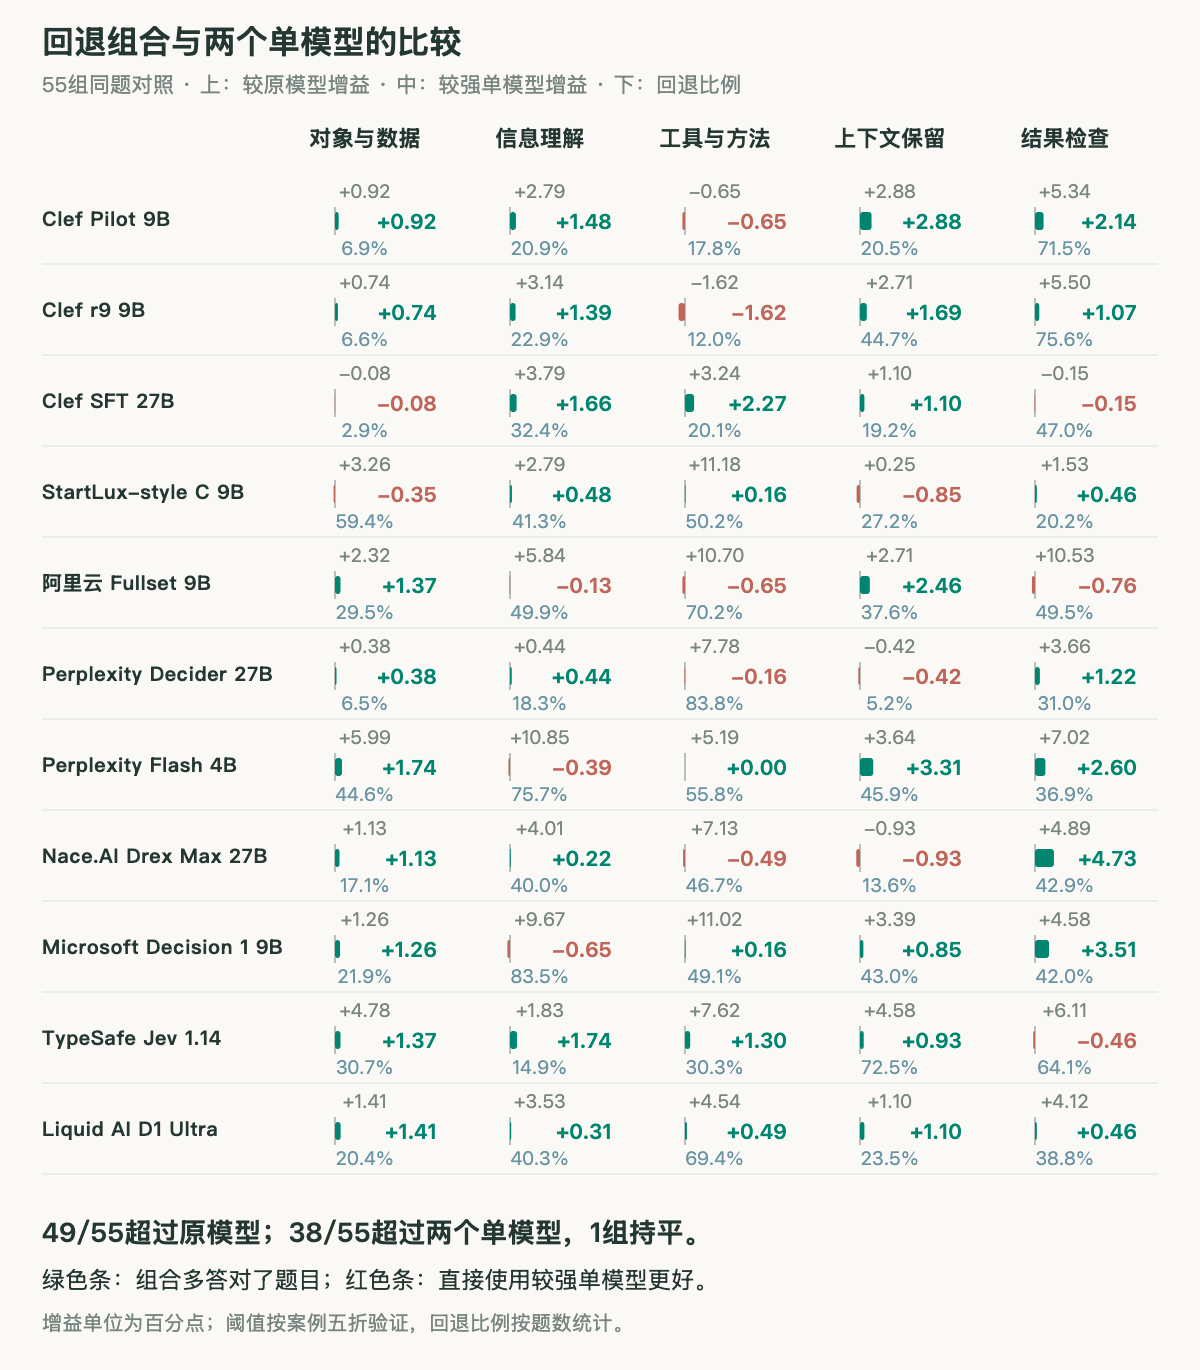 回退组合与两个单模型的比较
55组同题对照 · 上：较原模型增益 · 中：较强单模型增益 · 下：回退比例
对象与数据 信息理解 工具与方法 上下文保留 结果检查
+0.92 +2.79 −0.65 +2.88 +5.34
Clef Pilot 9B +0.92 +1.48 −0.65 +2.88 +2.14
6.9% 20.9% 17.8% 20.5% 71.5%
+0.74 +3.14 −1.62 +2.71 +5.50
Clef r9 9B +0.74 +1.39 −1.62 +1.69 +1.07
6.6% 22.9% 12.0% 44.7% 75.6%
−0.08 +3.79 +3.24 +1.10 −0.15
Clef SFT 27B −0.08 +1.66 +2.27 +1.10 −0.15
2.9% 32.4% 20.1% 19.2% 47.0%
+3.26 +2.79 +11.18 +0.25 +1.53
StartLux−style C 9B −0.35 +0.48 +0.16 −0.85 +0.46
59.4% 41.3% 50.2% 27.2% 20.2%
+2.32 +5.84 +10.70 +2.71 +10.53
阿里云 Fullset 9B +1.37 −0.13 −0.65 +2.46 −0.76
29.5% 49.9% 70.2% 37.6% 49.5%
+0.38 +0.44 +7.78 −0.42 +3.66
Perplexity Decider 27B +0.38 +0.44 −0.16 −0.42 +1.22
6.5% 18.3% 83.8% 5.2% 31.0%
+5.99 +10.85 +5.19 +3.64 +7.02
Perplexity Flash 4B +1.74 −0.39 +0.00 +3.31 +2.60
44.6% 75.7% 55.8% 45.9% 36.9%
+1.13 +4.01 +7.13 −0.93 +4.89
Nace.AI Drex Max 27B +1.13 +0.22 −0.49 −0.93 +4.73
17.1% 40.0% 46.7% 13.6% 42.9%
+1.26 +9.67 +11.02 +3.39 +4.58
Microsoft Decision 1 9B +1.26 −0.65 +0.16 +0.85 +3.51
21.9% 83.5% 49.1% 43.0% 42.0%
+4.78 +1.83 +7.62 +4.58 +6.11
TypeSafe Jev 1.14 +1.37 +1.74 +1.30 +0.93 −0.46
30.7% 14.9% 30.3% 72.5% 64.1%
+1.41 +3.53 +4.54 +1.10 +4.12
Liquid AI D1 Ultra +1.41 +0.31 +0.49 +1.10 +0.46
20.4% 40.3% 69.4% 23.5% 38.8%
49/55超过原模型；38/55超过两个单模型，1组持平。
绿色条：组合多答对了题目；红色条：直接使用较强单模型更好。
增益单位为百分点；阈值按案例五折验证，回退比例按题数统计。